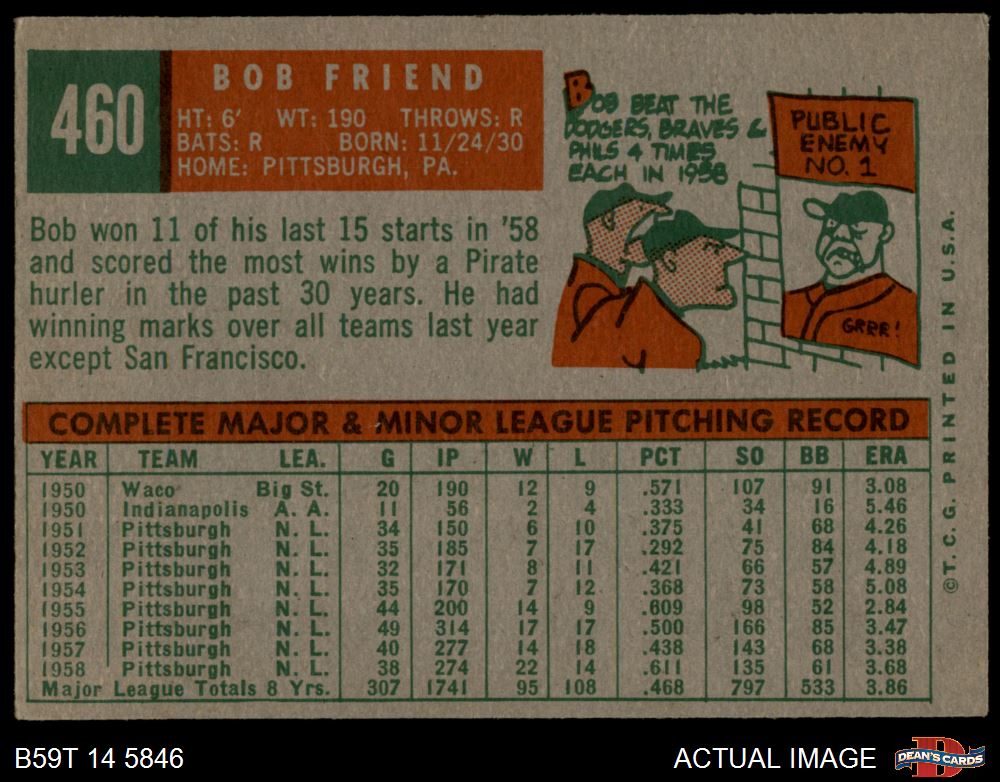 460
BOB FRIEND
HT: 6' WT: 190 THROWS: R
BATS: R BORN: 11/24/30
HOME: PITTSBURGH, PA.
Bob won 11 of his last 15 starts in '58
and scored the most wins by a Pirate
hurler in the past 30 years. He had
winning marks over all teams last year
except San Francisco.
BOB BEAT THE
DODGERS, BRAVES &
PHILS 4 TIMES
EACH IN 1958
PUBLIC
ENEMY
NO. 1
GRRR!
COMPLETE MAJOR & MINOR LEAGUE PITCHING RECORD
YEAR TEAM LEA. G IP W L PCT SO BB ERA
1950 Waco Big St. 20 190 12 9 .571 107 91 3.08
1950 Indianapolis A. A. 11 56 2 4 .333 34 16 5.46
1951 Pittsburgh N. L. 34 150 6 10 .375 41 68 4.26
1952 Pittsburgh N. L. 35 185 7 17 .292 75 84 4.18
1953 Pittsburgh N. L. 32 171 8 11 .421 66 57 4.89
1954 Pittsburgh N. L. 35 170 7 12 .368 73 58 5.08
1955 Pittsburgh N. L. 44 200 14 9 .609 98 52 2.84
1956 Pittsburgh N. L. 49 314 17 17 .500 166 85 3.47
1957 Pittsburgh N. L. 40 277 14 18 .438 143 68 3.38
1958 Pittsburgh N. L. 38 274 22 14 .611 135 61 3.68
Major League Totals 8 Yrs. 307 1741 95 108 .468 797 533 3.86
©T.C.G. PRINTED IN U.S.A.
B59T 14 5846
ACTUAL IMAGE
D
DEAN'S CARDS